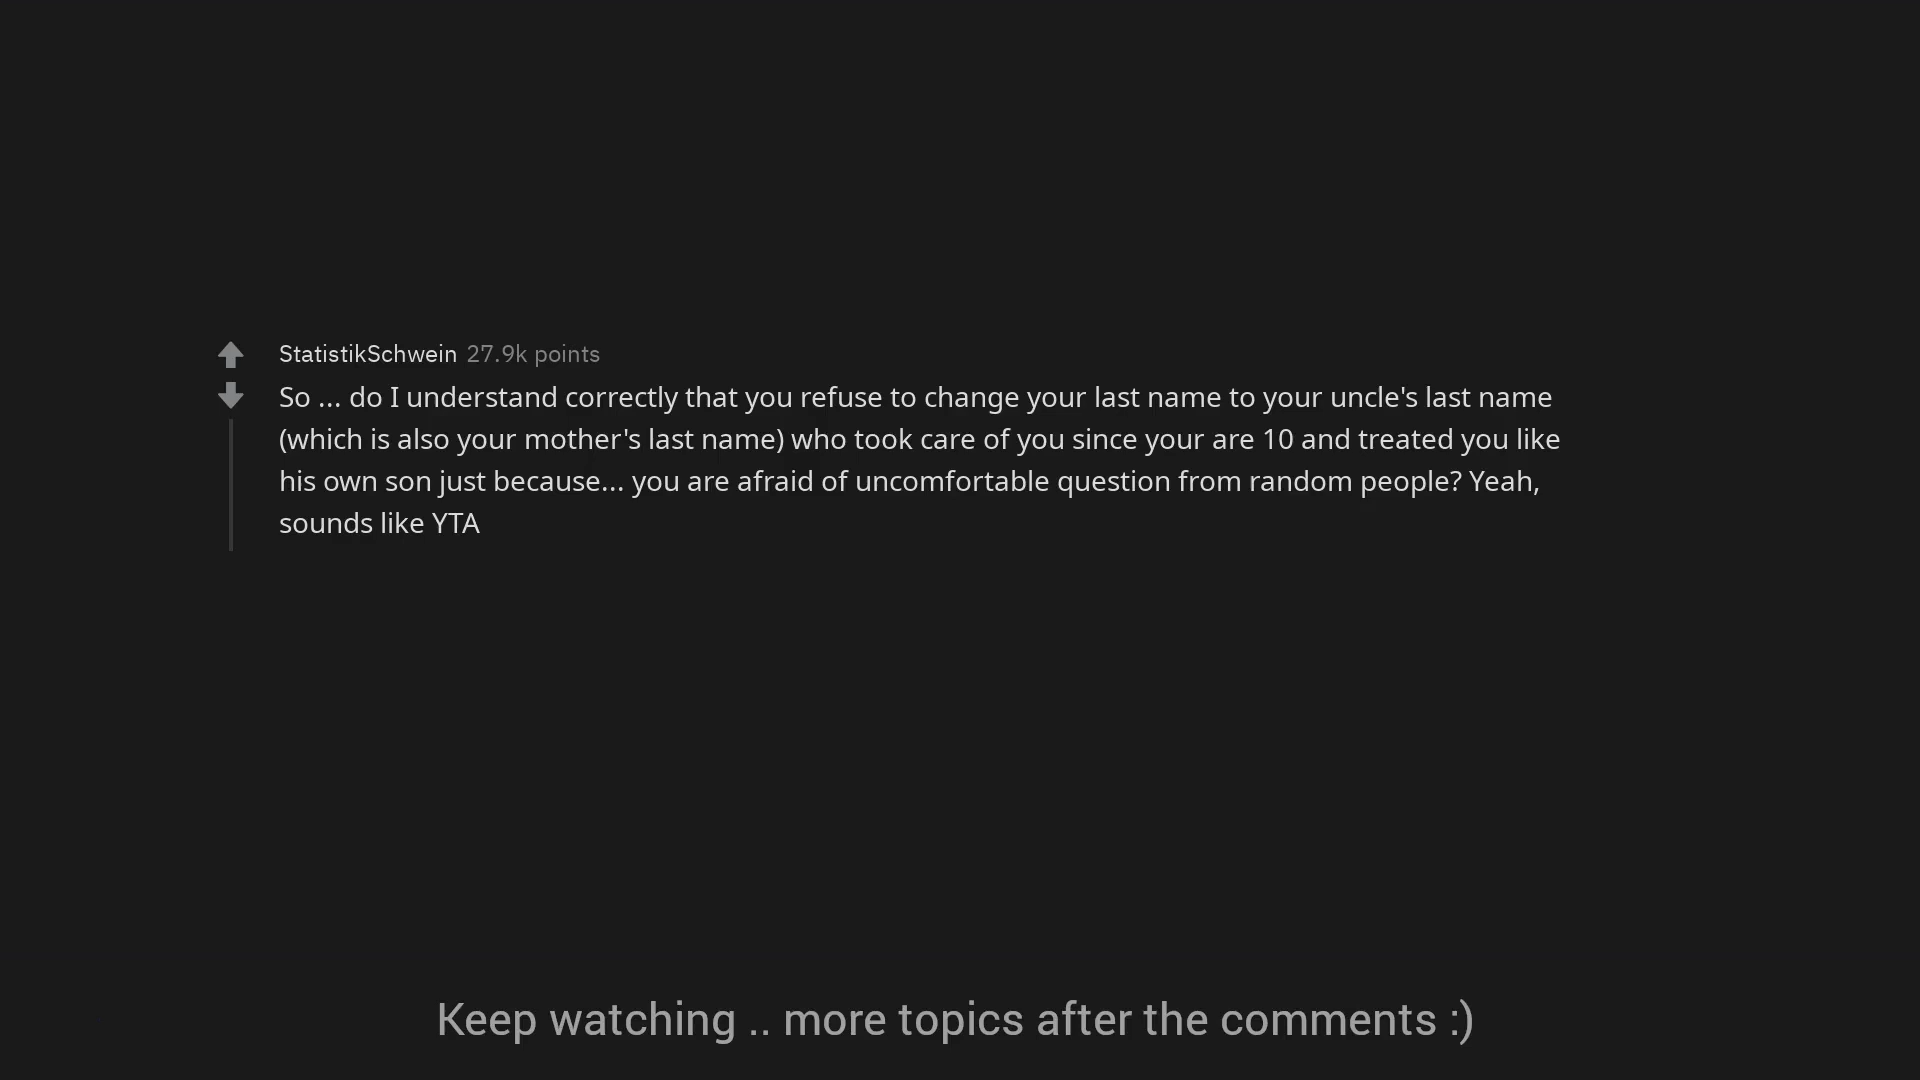 StatistikSchwein 27.9k points
So ... do I understand correctly that you refuse to change your last name to your uncle's last name
(which is also your mother's last name) who took care of you since your are 10 and treated you like
his own son just because... you are afraid of uncomfortable question from random people? Yeah,
sounds like YTA
Keep watching .. more topics after the comments :)